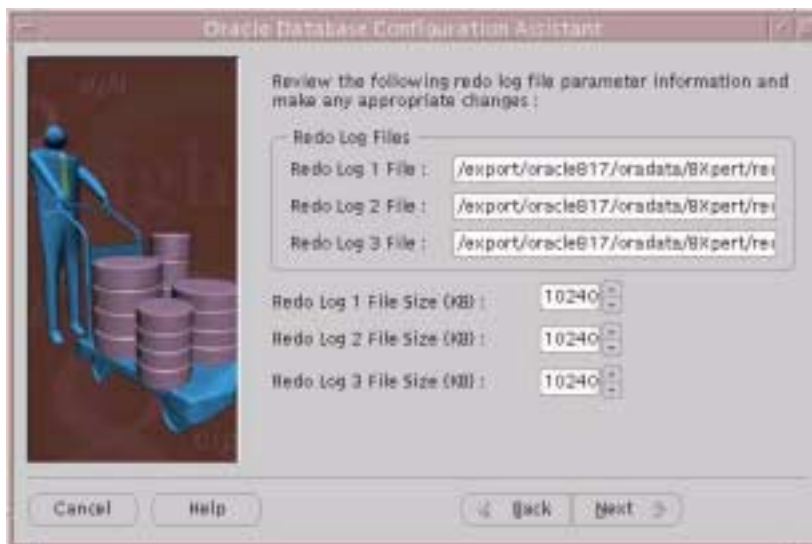 Oracle Database Configuration Assistant
Review the following redo log file parameter information and
make any appropriate changes :
Redo Log Files
Redo Log 1 File : /export/oracle817/oradata/BXpert/re
Redo Log 2 File : /export/oracle817/oradata/BXpert/re
Redo Log 3 File : /export/oracle817/oradata/BXpert/re
Redo Log 1 File Size (KB) : 10240
Redo Log 2 File Size (KB) : 10240
Redo Log 3 File Size (KB) : 10240
Cancel Help Back Next